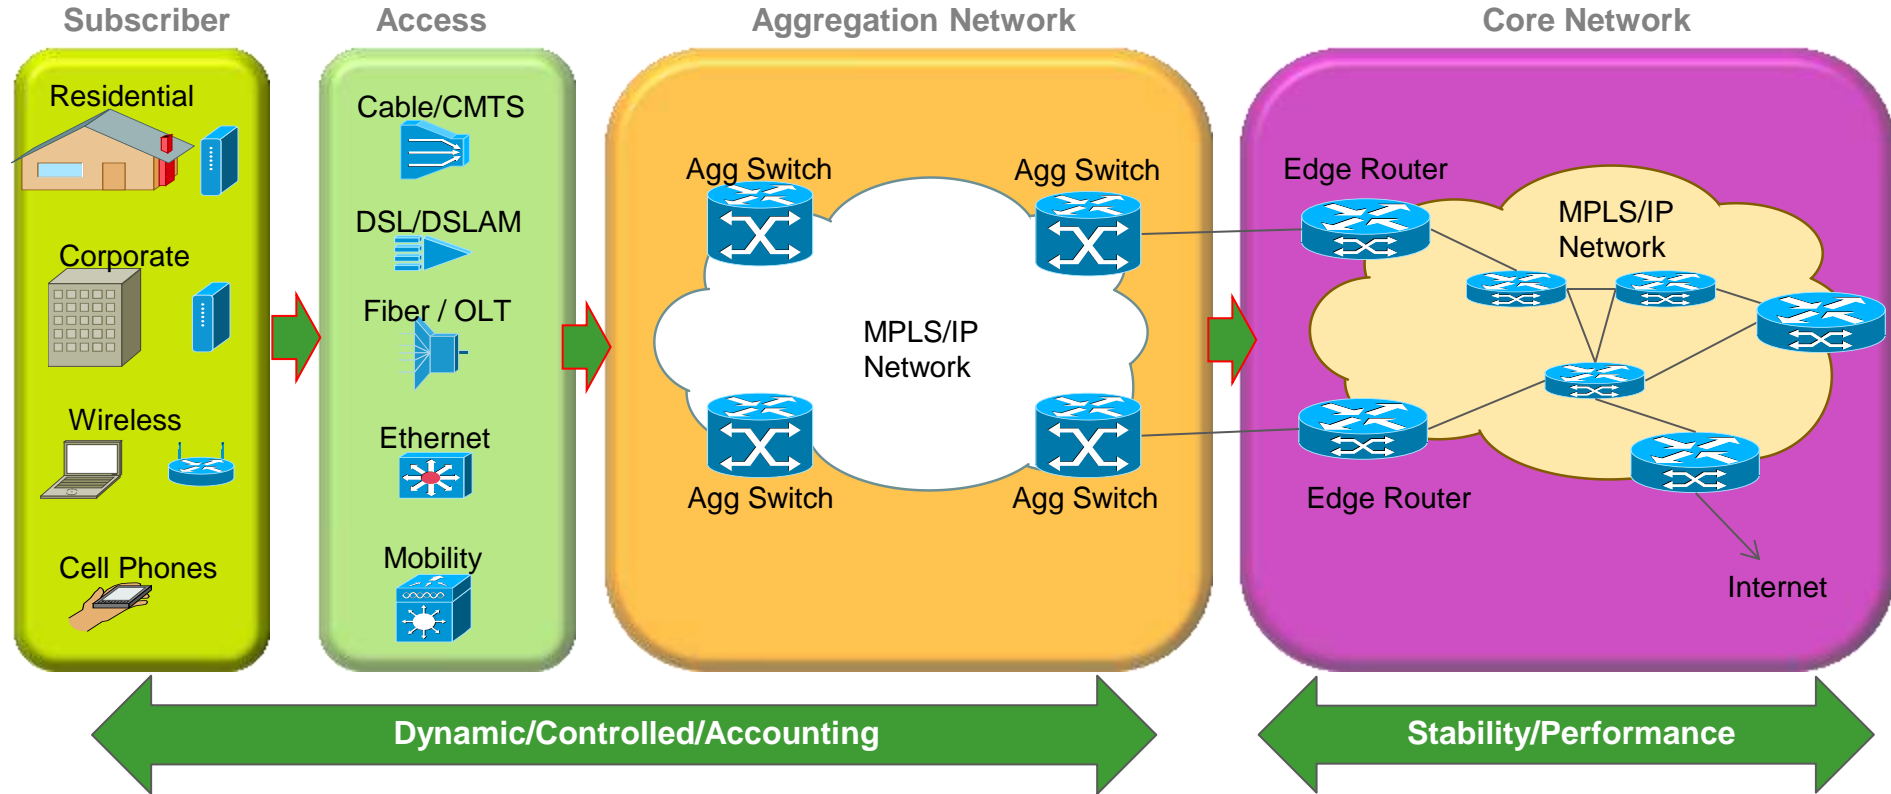 Subscriber
Access
Aggregation Network
Core Network
Residential
Corporate
Wireless
Cell Phones
Cable/CMTS
DSL/DSLAM
Fiber / OLT
Ethernet
Mobility
Agg Switch
Agg Switch
MPLS/IP
Network
Agg Switch
Agg Switch
Edge Router
MPLS/IP
Network
Edge Router
Internet
Dynamic/Controlled/Accounting
Stability/Performance